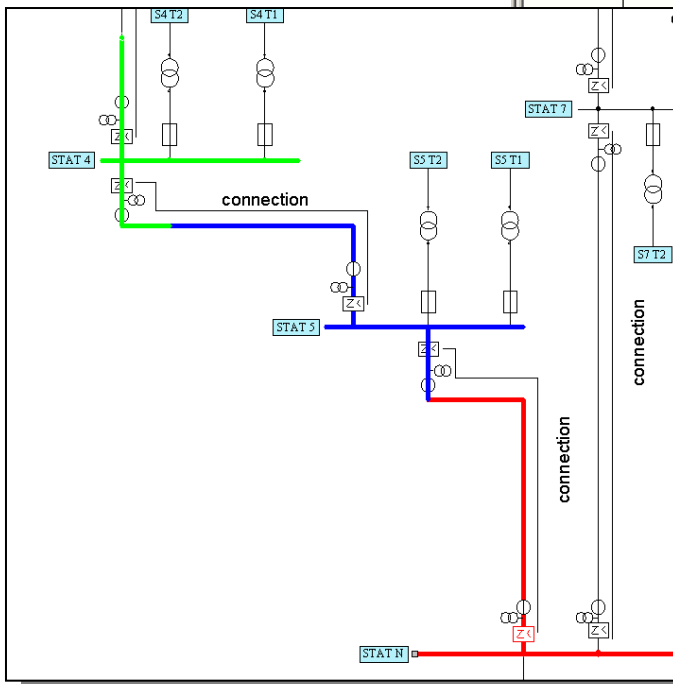 S4 T2
S4 T1
Z<
STAT 7
Z<
Z<
STAT 4
S5 T2
S5 T1
Z<
connection
S7 T2
Z<
STAT 5
Z<
connection
connection
Z<
Z<
STAT N